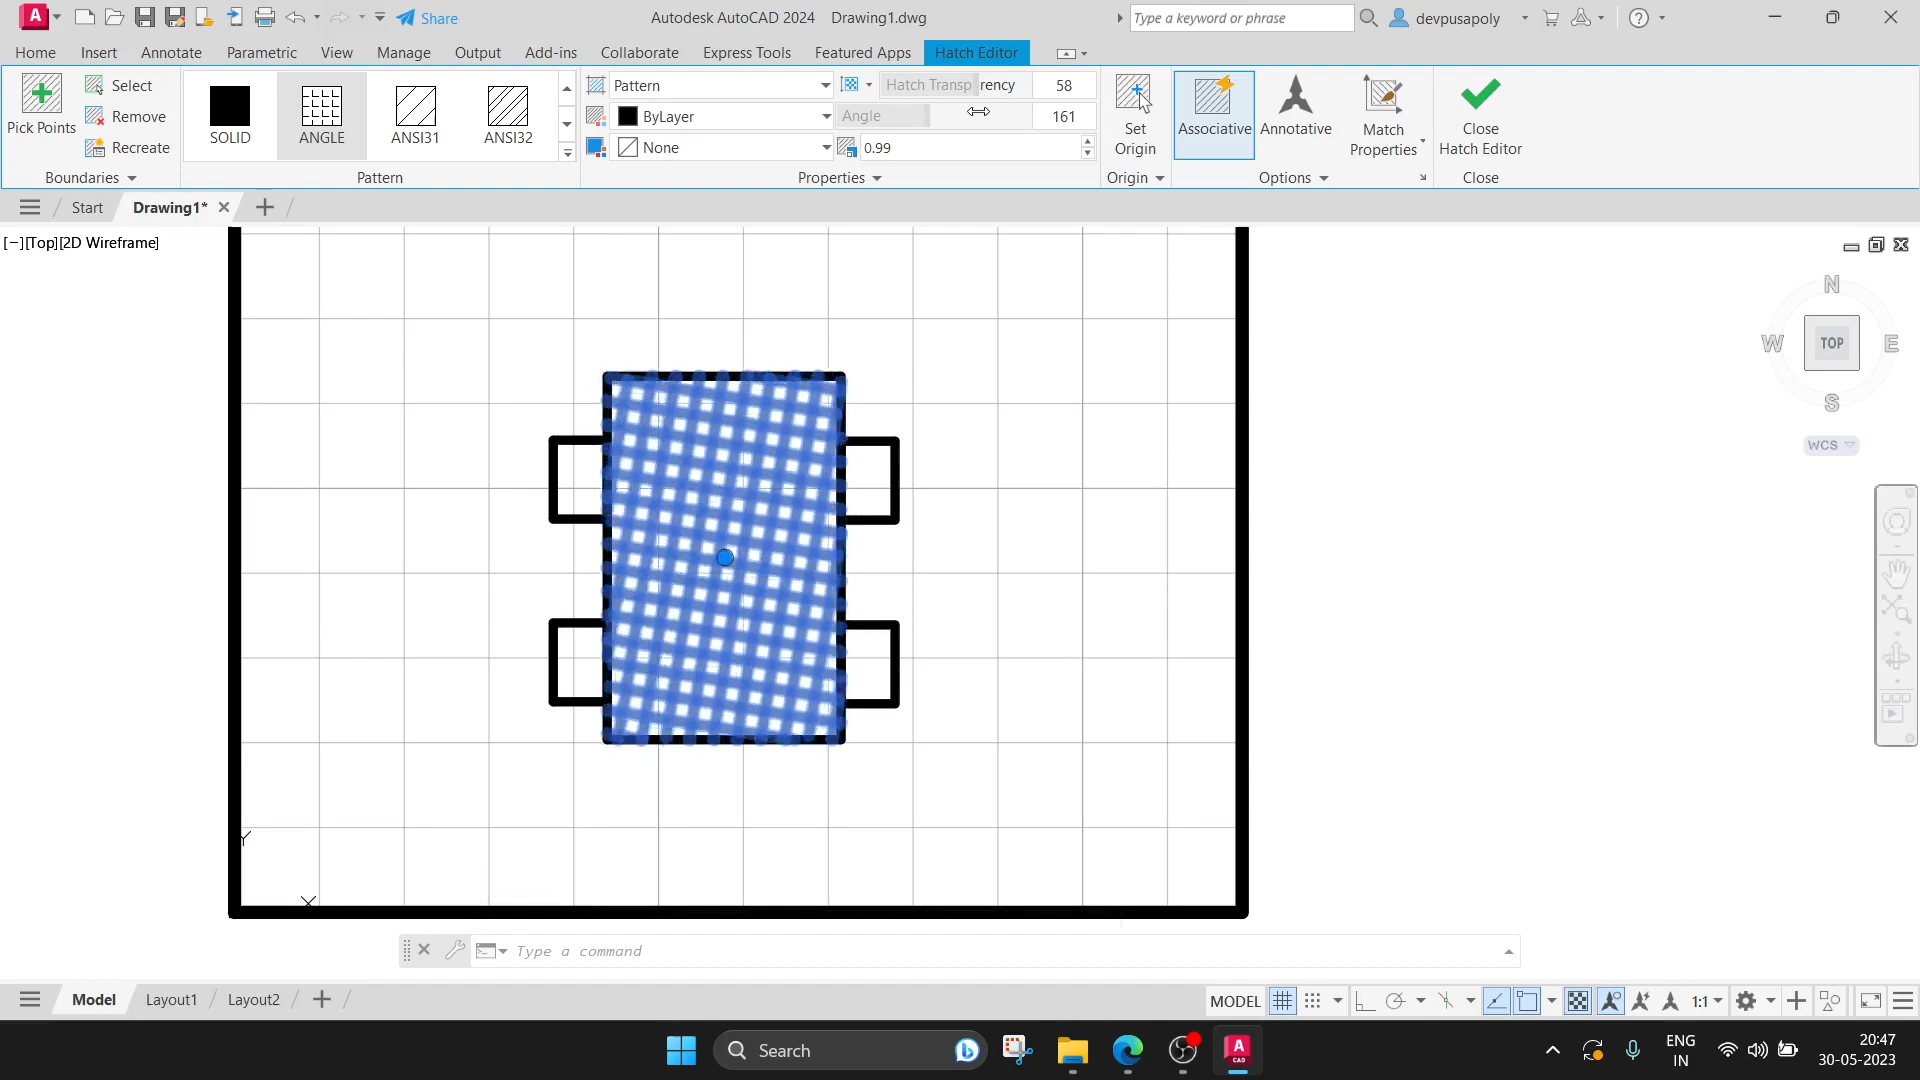 A
Share
Autodesk AutoCAD 2024 Drawing1.dwg
Type a keyword or phrase
devpusapoly
Home Insert Annotate Parametric View Manage Output Add-ins Collaborate Express Tools Featured Apps Hatch Editor
Pick Points
Select
Remove
Recreate
Boundaries
SOLID
ANGLE
ANSI31
ANSI32
Pattern
Pattern
Hatch Transparency 58
ByLayer
Angle 161
None
0.99
Properties
Set
Origin
Origin
Associative
Annotative
Match
Properties
Options
Close
Hatch Editor
Close
Start
Drawing1*
[−][Top][2D Wireframe]
N
W
TOP
E
S
WCS
Y
X
Type a command
Model
Layout1
Layout2
MODEL
1:1
Search
A
CAD
ENG
IN
20:47
30-05-2023